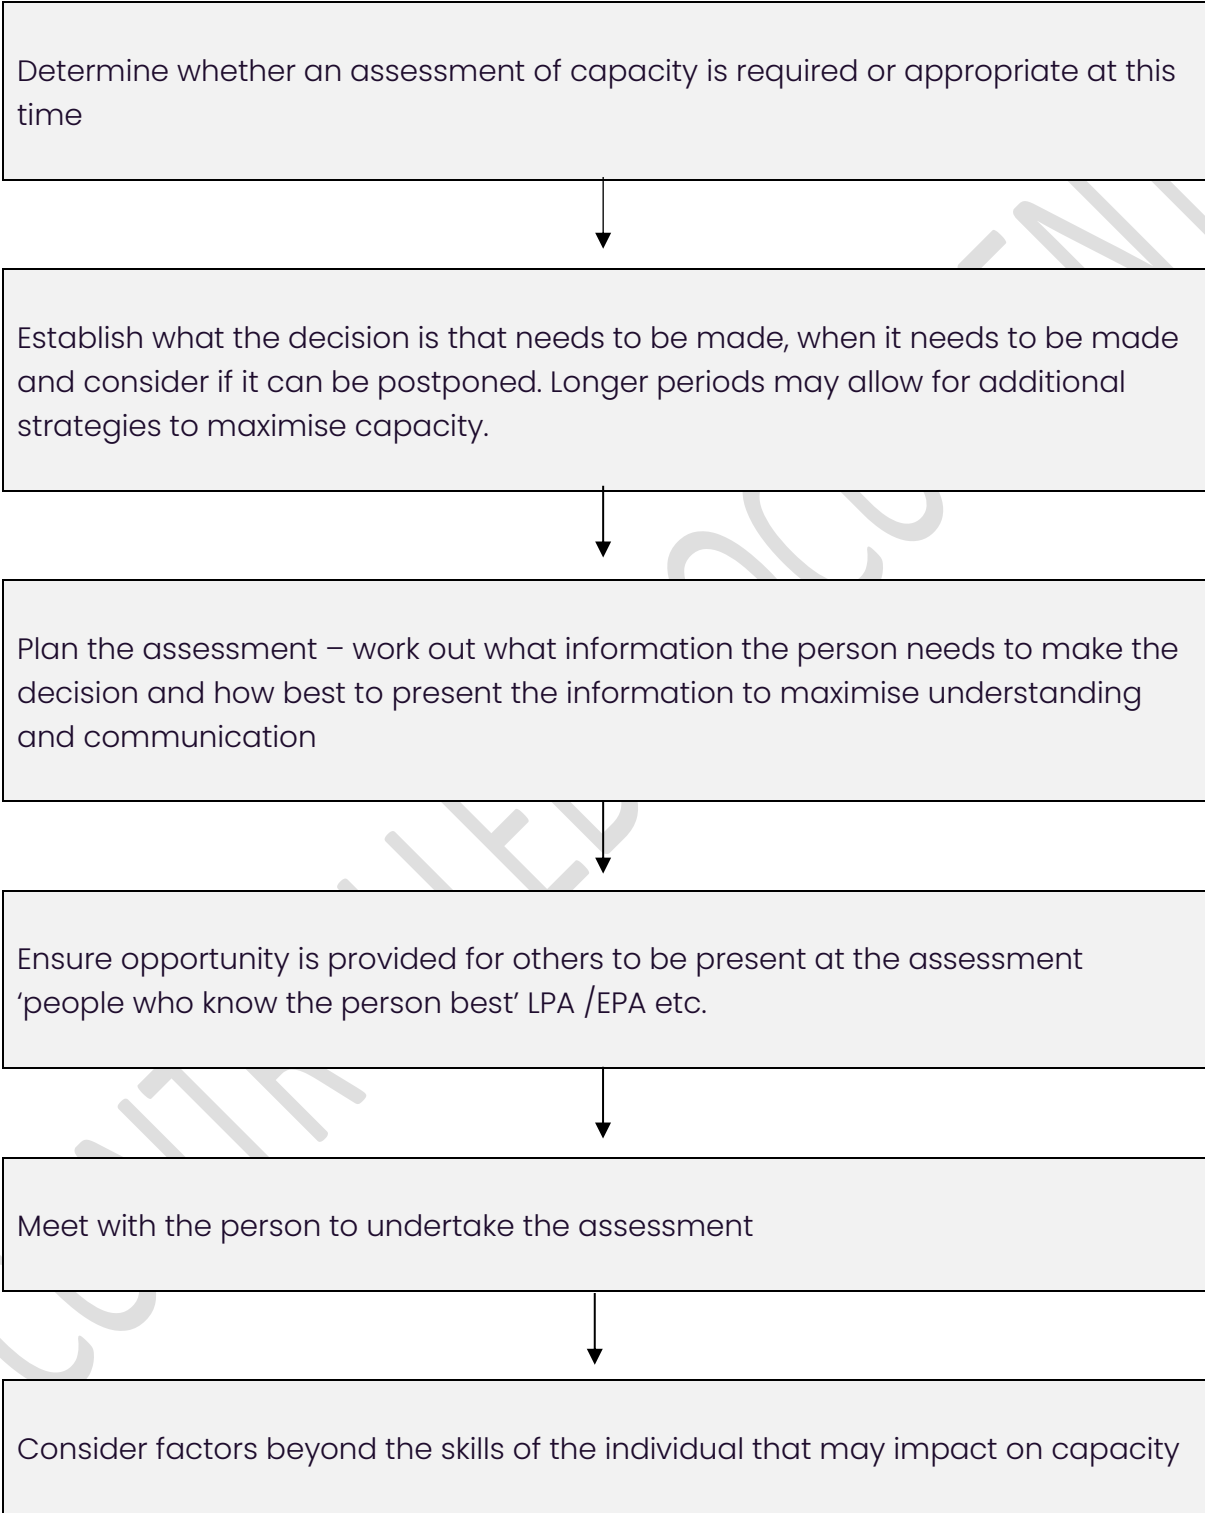 Determine whether an assessment of capacity is required or appropriate at this
time
Establish what the decision is that needs to be made, when it needs to be made
and consider if it can be postponed. Longer periods may allow for additional
strategies to maximise capacity.
Plan the assessment – work out what information the person needs to make the
decision and how best to present the information to maximise understanding
and communication
Ensure opportunity is provided for others to be present at the assessment
‘people who know the person best’ LPA /EPA etc.
Meet with the person to undertake the assessment
Consider factors beyond the skills of the individual that may impact on capacity